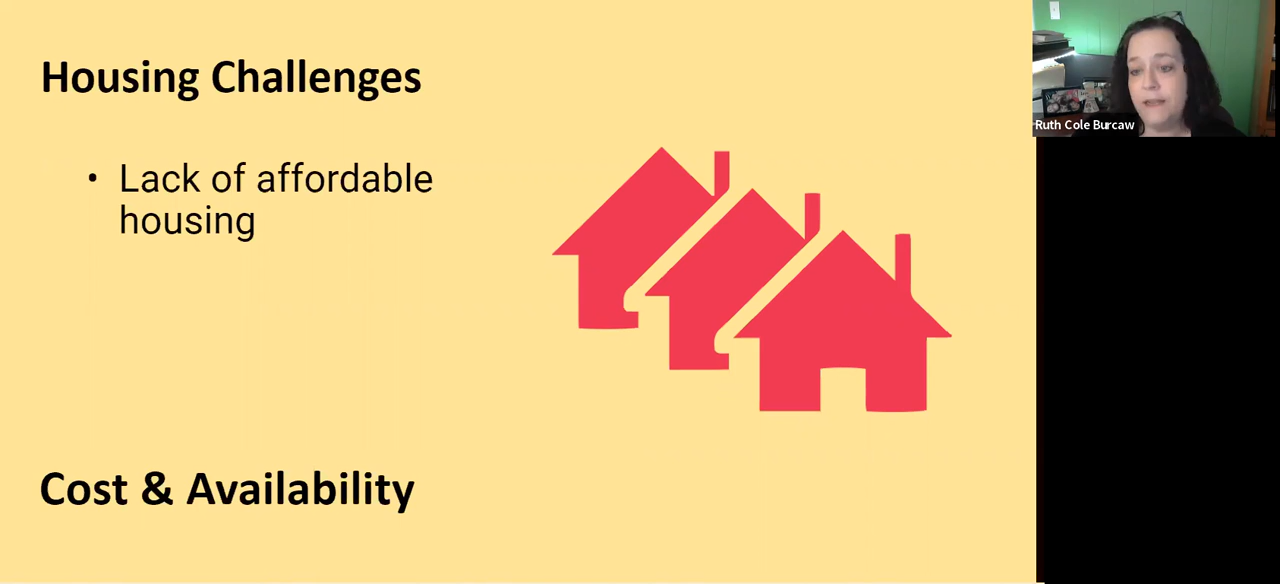 Housing Challenges
• Lack of affordable
housing
Cost & Availability
Ruth Cole Burcaw